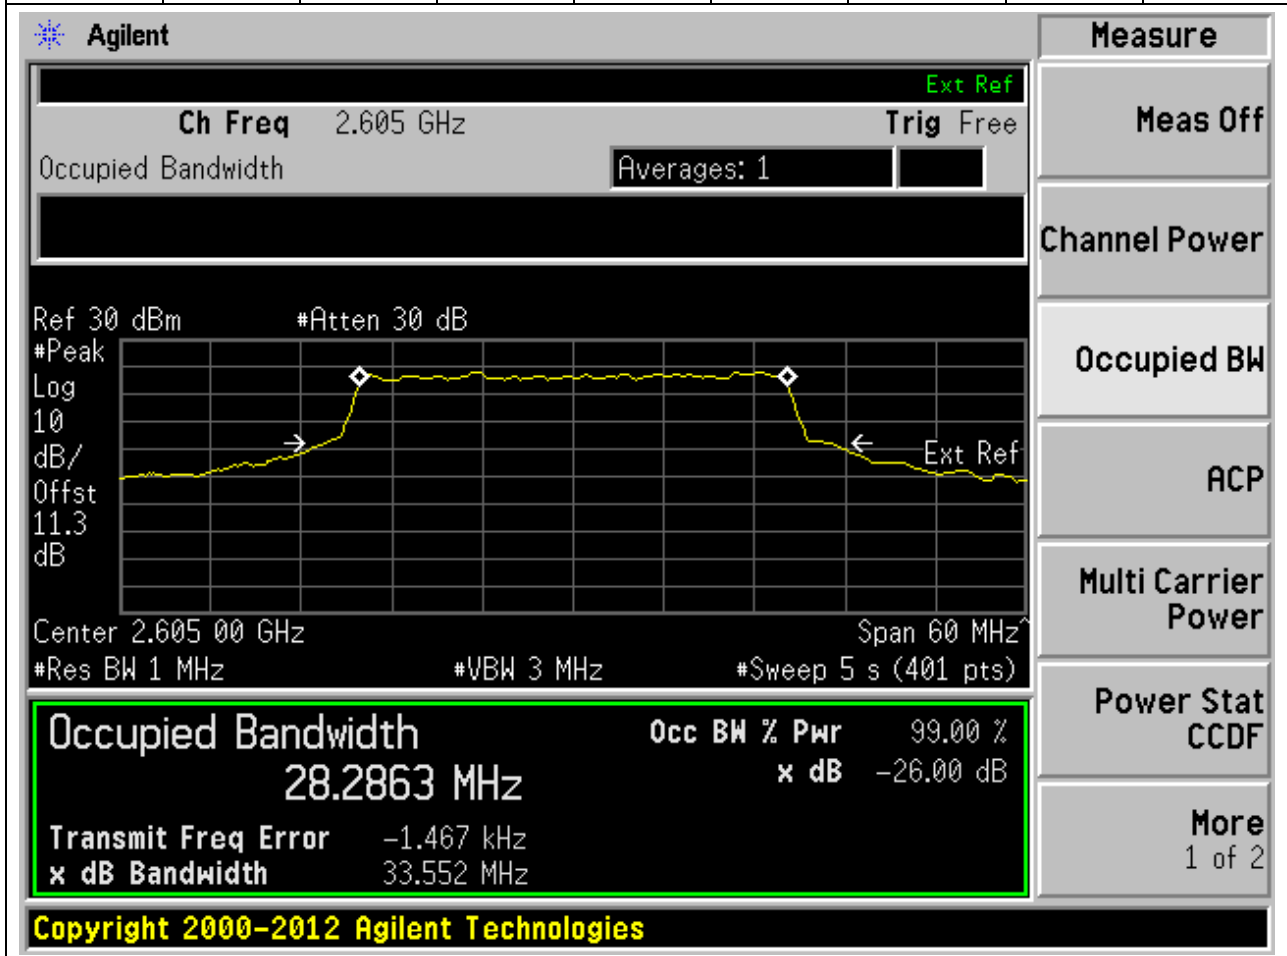 Agilent
Measure
Ext Ref
Ch Freq 2.605 GHz Trig Free
Meas Off
Occupied Bandwidth Averages: 1
Channel Power
Ref 30 dBm #Atten 30 dB
#Peak
Log
10
dB/
Offst
11.3
dB
Ext Ref
Occupied BW
ACP
Center 2.605 00 GHz Span 60 MHz^
#Res BW 1 MHz #VBW 3 MHz #Sweep 5 s (401 pts)
Multi Carrier
Power
Occupied Bandwidth
28.2863 MHz
Occ BW % Pwr 99.00 %
x dB -26.00 dB
Transmit Freq Error -1.467 kHz
x dB Bandwidth 33.552 MHz
Power Stat
CCDF
More
1 of 2
Copyright 2000-2012 Agilent Technologies